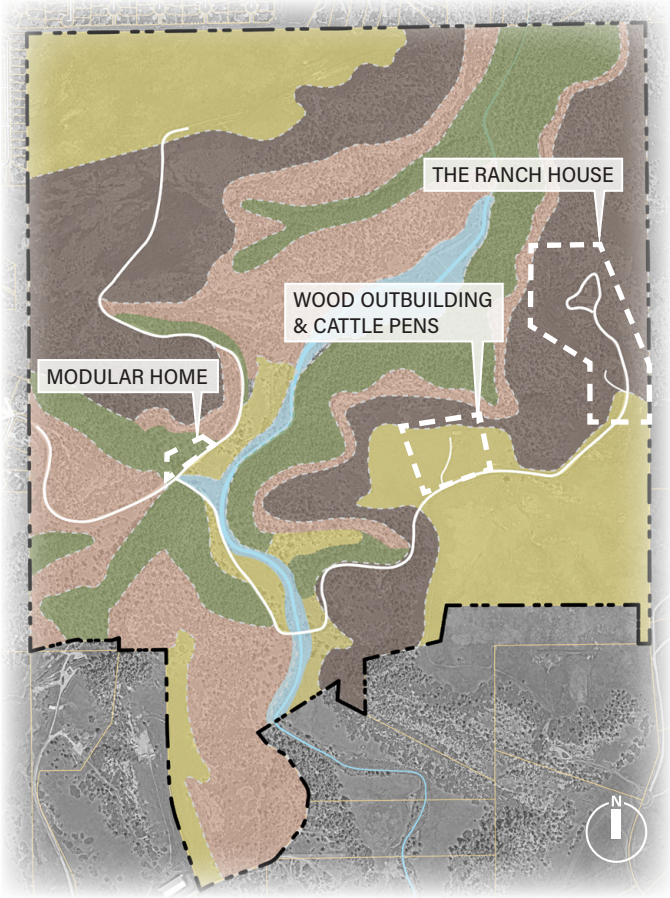 THE RANCH HOUSE
WOOD OUTBUILDING
& CATTLE PENS
MODULAR HOME
N